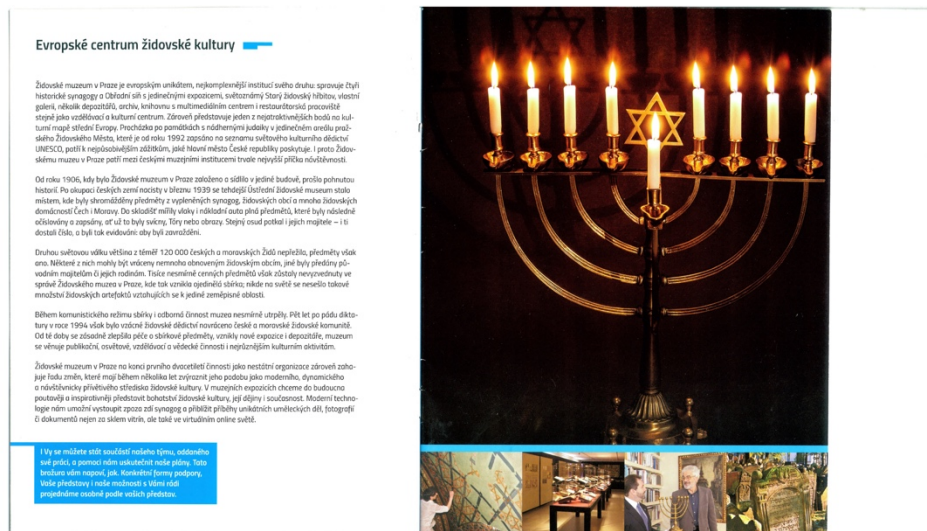 Evropské centrum židovské kultury
Židovské muzeum v Praze je evropským unikátem, nejkomplexnější institucí svého druhu: spravuje čtyři
historické synagogy a Obřadní síň s jedinečnými expozicemi, světoznámý Starý židovský hřbitov, vlastní
galerii, několik depozitářů, archiv, knihovnu s multimediálním centrem i restaurátorská pracoviště
stejně jako vzdělávací a kulturní centrum. Zároveň představuje jeden z nejatraktivnějších bodů na kul-
turní mapě střední Evropy. Procházka po památkách s nádhernými judaiky v jedinečném areálu praž-
ského Židovského Města, které je od roku 1992 zapsáno na seznamu světového kulturního dědictví
UNESCO, patří k nejpůsobivějším zážitkům, jaké hlavní město České republiky poskytuje. I proto Židov-
skému muzeu v Praze patří mezi českými muzejními institucemi trvale nejvyšší příčka návštěvnosti.
Od roku 1906, kdy bylo Židovské muzeum v Praze založeno a sídlilo v jediné budově, prošlo pohnutou
historií. Po okupaci českých zemí nacisty v březnu 1939 se tehdejší Ústřední židovské museum stalo
místem, kde byly shromážděny předměty z vypleněných synagog, židovských obcí a mnoha židovských
domácností Čech i Moravy. Do skladišť mířily vlaky i nákladní auta plná předmětů, které byly následně
očíslovány a zapsány, ať už to byly svícny, Tóry nebo obrazy. Stejný osud potkal i jejich majitele – i ti
dostali číslo, a byli tak evidováni: aby byli zavražděni.
Druhou světovou válku většina z téměř 120 000 českých a moravských Židů nepřežila, předměty však
ano. Některé z nich mohly být vráceny nemnoha obnoveným židovským obcím, jiné byly předány pů-
vodním majitelům či jejich rodinám. Tisíce nesmírně cenných předmětů však zůstaly nevyzvednuty ve
správě Židovského muzea v Praze, kde tak vznikla ojedinělá sbírka; nikde na světě se nesešlo takové
množství židovských artefaktů vztahujících se k jediné zeměpisné oblasti.
Během komunistického režimu sbírky i odborná činnost muzea nesmírně utrpěly. Pět let po pádu dikta-
tury v roce 1994 však bylo vzácné židovské dědictví navráceno české a moravské židovské komunitě.
Od té doby se zásadně zlepšila péče o sbírkové předměty, vznikly nové expozice i depozitáře, muzeum
se věnuje publikační, osvětové, vzdělávací a vědecké činnosti i nejrůznějším kulturním aktivitám.
Židovské muzeum v Praze na konci prvního dvacetiletí činnosti jako nestátní organizace zároveň zaha-
juje řadu změn, které mají během několika let zvýraznit jeho podobu jako moderního, dynamického
a návštěvnicky přívětivého střediska židovské kultury. V muzejních expozicích chceme do budoucna
poutavěji a inspirativněji představit bohatství židovské kultury, její dějiny i současnost. Moderní techno-
logie nám umožní vystoupit zpoza zdí synagog a přiblížit příběhy unikátních uměleckých děl, fotografií
či dokumentů nejen za sklem vitrín, ale také ve virtuálním online světě.
I Vy se můžete stát součástí našeho týmu, oddaného
své práci, a pomoci nám uskutečnit naše plány. Tato
brožura vám napoví, jak. Konkrétní formy podpory,
Vaše představy i naše možnosti s Vámi rádi
projednáme osobně podle vašich představ.